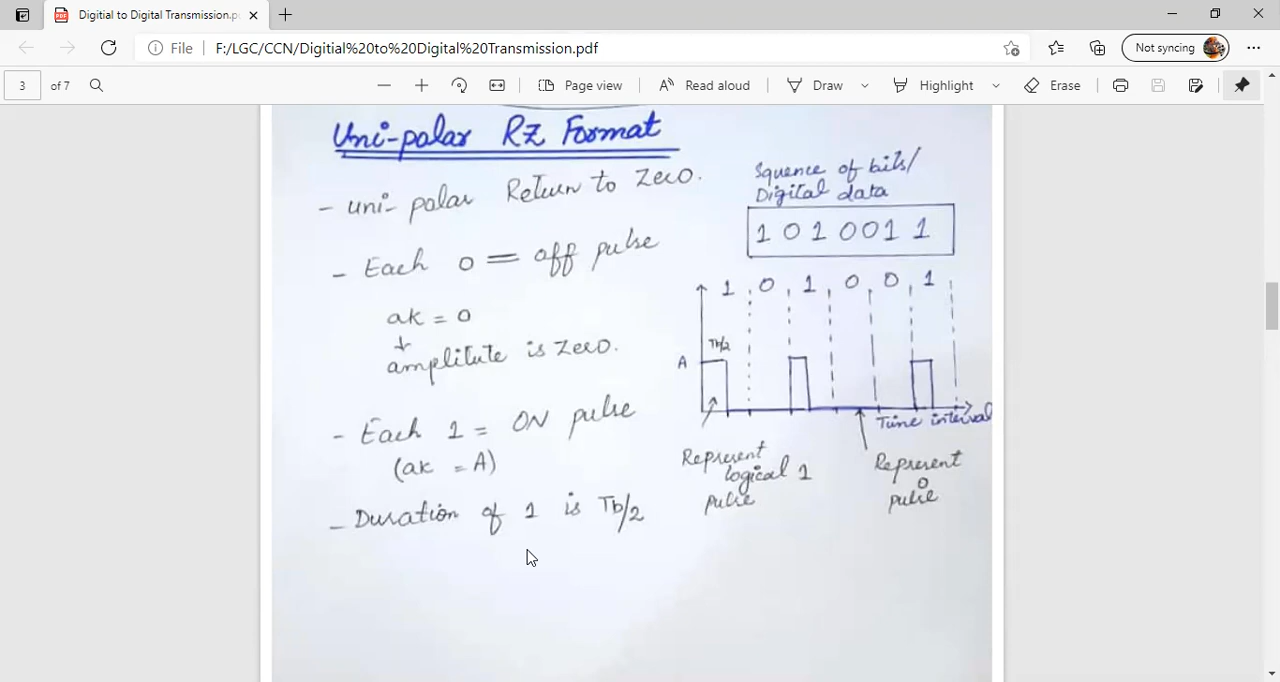 Digitial to Digital Transmission.p
File F:/LGC/CCN/Digitial%20to%20Digital%20Transmission.pdf
Not syncing
3 of 7
Page view
Read aloud
Draw
Highlight
Erase
Uni-polar RZ Format
- uni-polar Return to Zero.
- Each 0 = off pulse
ak = 0
amplitute is Zero.
- Each 1 = ON pulse
(ak = A)
- Duration of 1 is Tb/2
Squence of bits/
Digital data
1 0 1 0 0 1 1
1 0 1 0 0 1
Tb/2
A
Time interval
Represent
logical 1
pulse
Represent
0
pulse